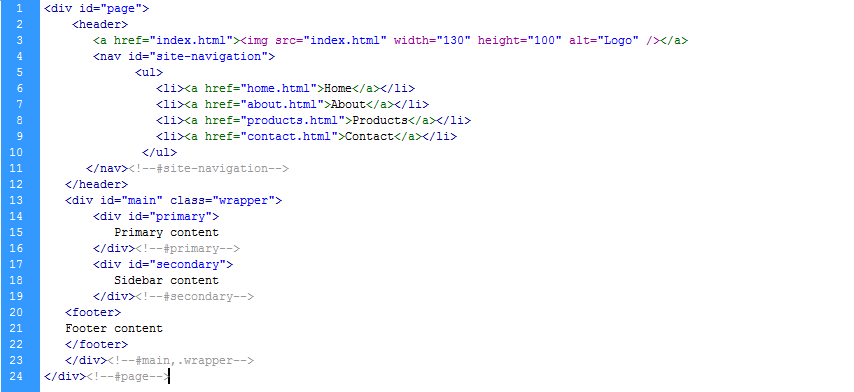 1 <div id="page">
2 <header>
3 <a href="index.html"><img src="index.html" width="130" height="100" alt="Logo" /></a>
4 <nav id="site-navigation">
5 <ul>
6 <li><a href="home.html">Home</a></li>
7 <li><a href="about.html">About</a></li>
8 <li><a href="products.html">Products</a></li>
9 <li><a href="contact.html">Contact</a></li>
10 </ul>
11 </nav><!--#site-navigation-->
12 </header>
13 <div id="main" class="wrapper">
14 <div id="primary">
15 Primary content
16 </div><!--#primary-->
17 <div id="secondary">
18 Sidebar content
19 </div><!--#secondary-->
20 <footer>
21 Footer content
22 </footer>
23 </div><!--#main,.wrapper-->
24 </div><!--#page-->